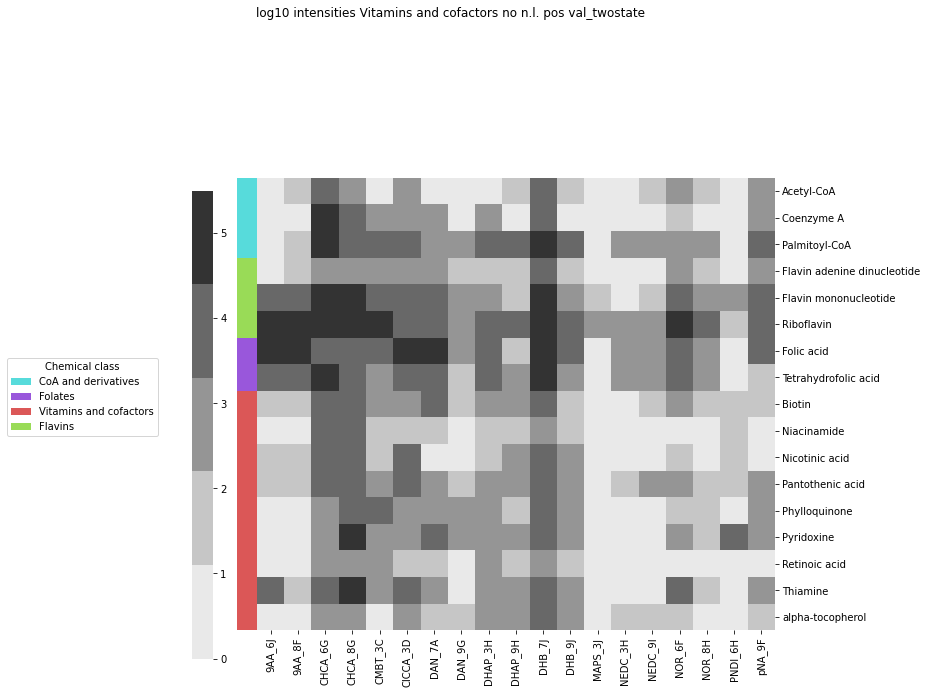 log10 intensities Vitamins and cofactors no n.l. pos val_twostate
Chemical class
CoA and derivatives
Folates
Vitamins and cofactors
Flavins
5
4
3
2
1
0
Acetyl-CoA
Coenzyme A
Palmitoyl-CoA
Flavin adenine dinucleotide
Flavin mononucleotide
Riboflavin
Folic acid
Tetrahydrofolic acid
Biotin
Niacinamide
Nicotinic acid
Pantothenic acid
Phylloquinone
Pyridoxine
Retinoic acid
Thiamine
alpha-tocopherol
9AA_6J
9AA_8F
CHCA_6G
CHCA_8G
CMBT_3C
ClCCA_3D
DAN_7A
DAN_9G
DHAP_3H
DHAP_9H
DHB_7J
DHB_9J
MAPS_3J
NEDC_3H
NEDC_9I
NOR_6F
NOR_8H
PNDI_6H
pNA_9F